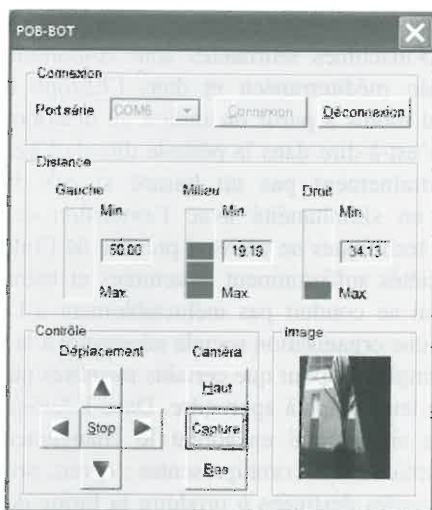 POB-BOT
Connexion
Port série COM6 Connexion Déconnexion
Distance
Gauche Milieu Droit
Min. Min. Min.
50.00 19.19 34.13
Max. Max. Max
Contrôle Image
Déplacement Caméra
Haut
Stop Capture
Bas